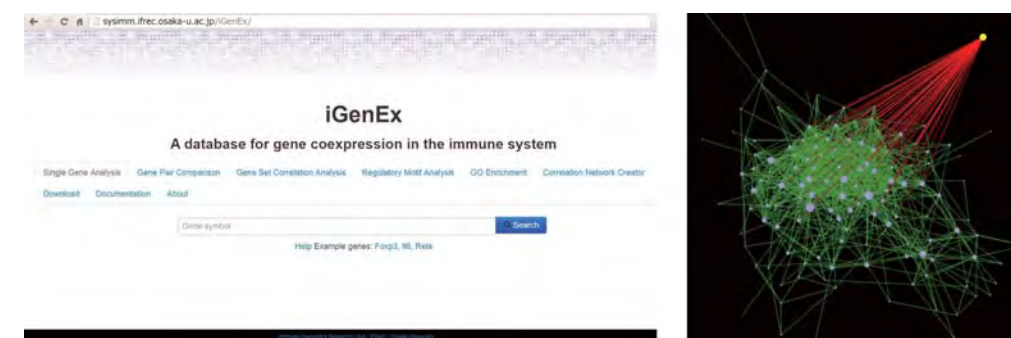 sysimm.ifrec.osaka-u.ac.jp/iGenEx/
iGenEx
A database for gene coexpression in the immune system
Single Gene Analysis Gene Pair Comparison Gene Set Correlation Analysis Regulatory Motif Analysis GO Enrichment Correlation Network Creator
Download Documentation About
Gene symbol Search
Help Example genes: Foxp3, Il6, Rela